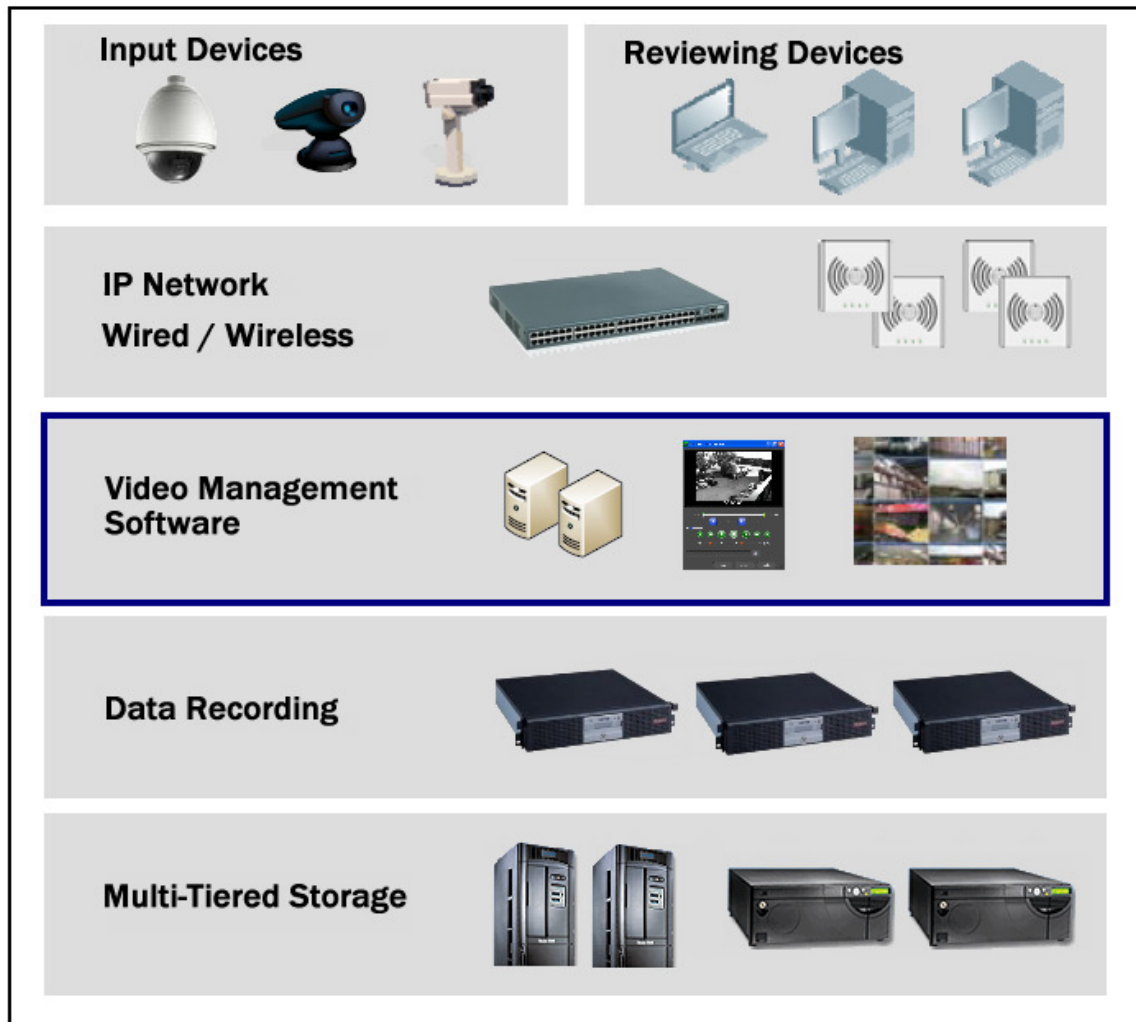 Input Devices
Reviewing Devices
IP Network
Wired / Wireless
Video Management
Software
Data Recording
Multi-Tiered Storage